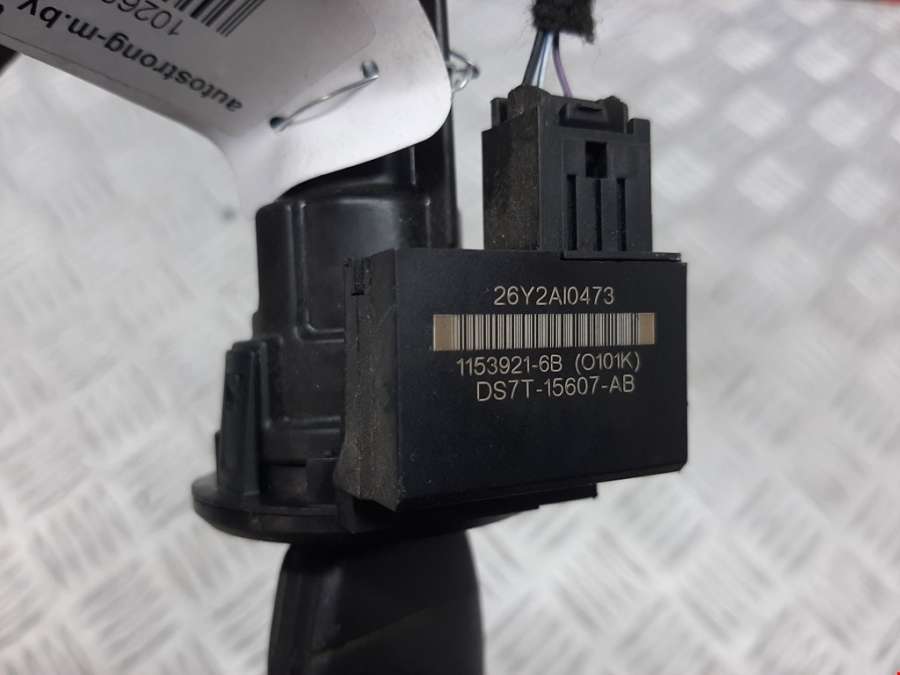 autostrong-m.by
26Y2AI0473
1153921-6B (O101K)
DS7T-15607-AB